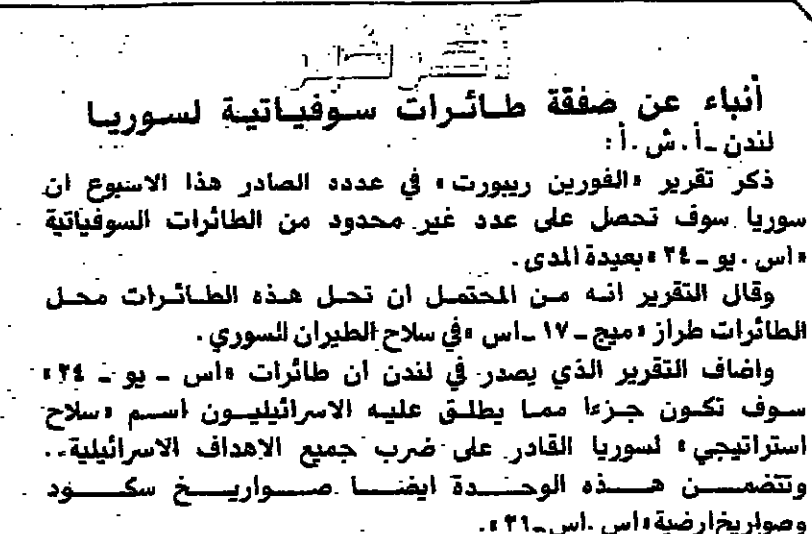 أنباء عن صفقة طائرات سوفياتية لسوريا
لندن -أ . ش .أ :
ذكر تقرير «الفورين ريبورت» في عدده الصادر هذا الاسبوع ان
سوريا سوف تحصل على عدد غير محدود من الطائرات السوفياتية
«اس . يو - ٢٤» بعيدة المدى .
وقال التقرير انه من المحتمل ان تحل هذه الطائرات محل
الطائرات طراز «ميج - ١٧ -اس» في سلاح الطيران السوري .
واضاف التقرير الذي يصدر في لندن ان طائرات «اس - يو - ٢٤»
سوف تكون جزءا مما يطلق عليه الاسرائيليون اسم «سلاح
استراتيجي» لسوريا القادر على ضرب جميع الاهداف الاسرائيلية..
وتتضمن هذه الوحدة ايضا صواريخ سكود
وصواريخ ارضية «اس .اس -٢١» .